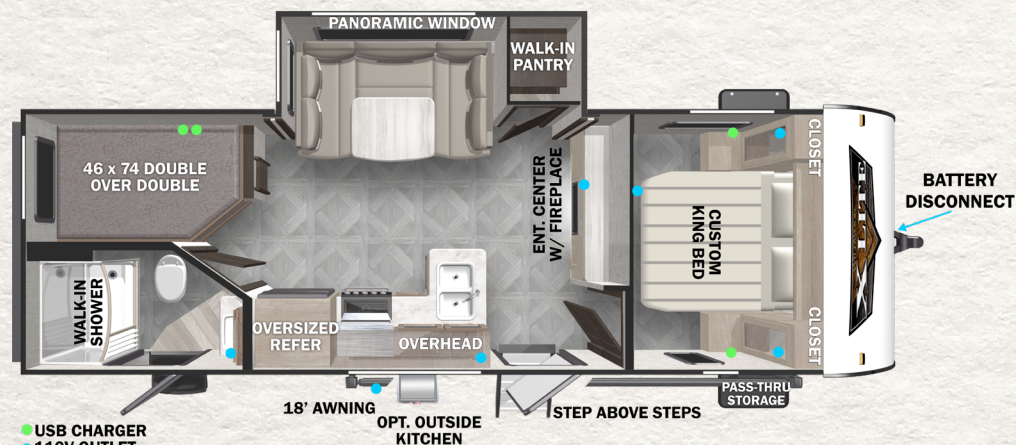 PANORAMIC WINDOW
WALK-IN
PANTRY
46 x 74 DOUBLE
OVER DOUBLE
ENT. CENTER
W/ FIREPLACE
CUSTOM
KING BED
CLOSET
CLOSET
BATTERY
DISCONNECT
WALK-IN
SHOWER
OVERSIZED
REFER
OVERHEAD
18' AWNING
OPT. OUTSIDE
KITCHEN
STEP ABOVE STEPS
PASS-THRU
STORAGE
USB CHARGER
110V OUTLET